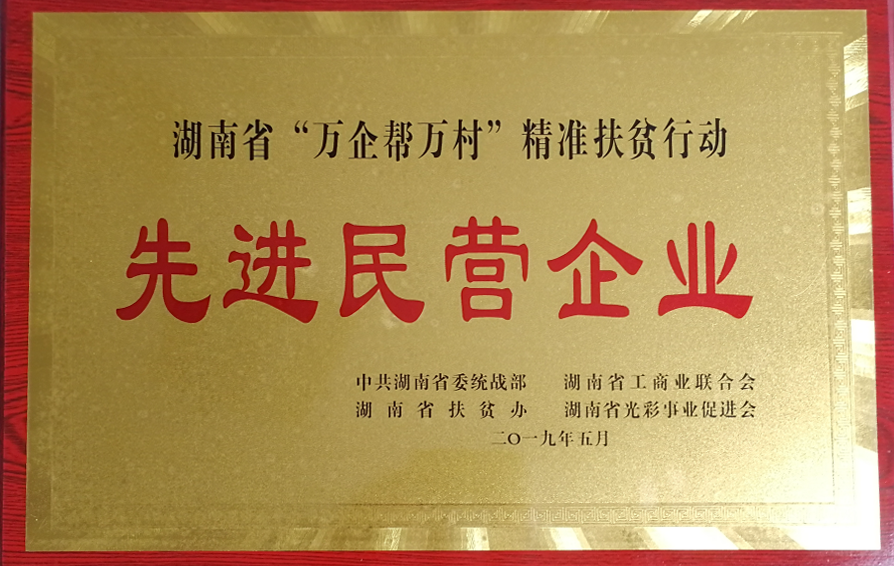 湖南省“万企帮万村”精准扶贫行动
先进民营企业
中共湖南省委统战部 湖南省工商业联合会
湖南省扶贫办 湖南省光彩事业促进会
二〇一九年五月